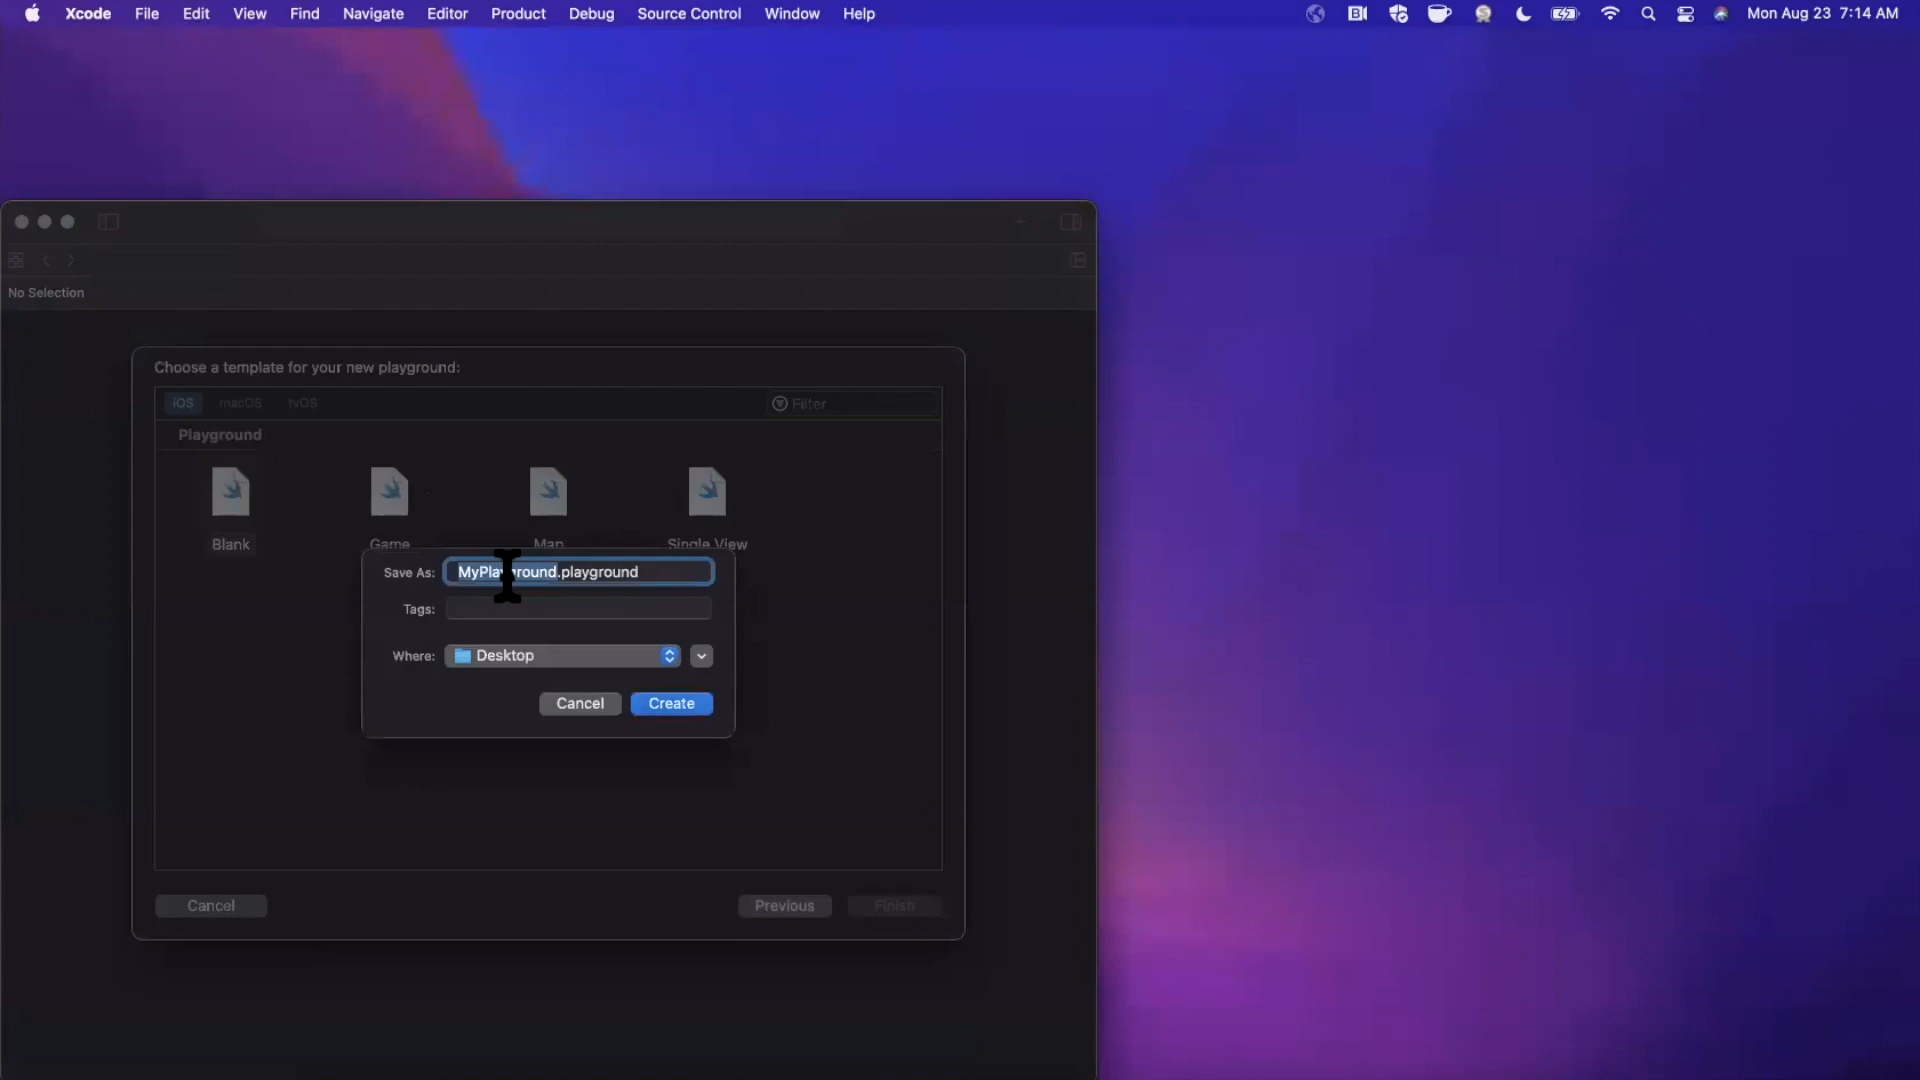 Xcode File Edit View Find Navigate Editor Product Debug Source Control Window Help Mon Aug 23 7:14 AM
No Selection
Choose a template for your new playground:
iOS macOS tvOS Filter
Playground
Blank Game Map Single View
Save As: MyPlayground.playground
Tags:
Where: Desktop
Cancel Create
Cancel Previous Finish